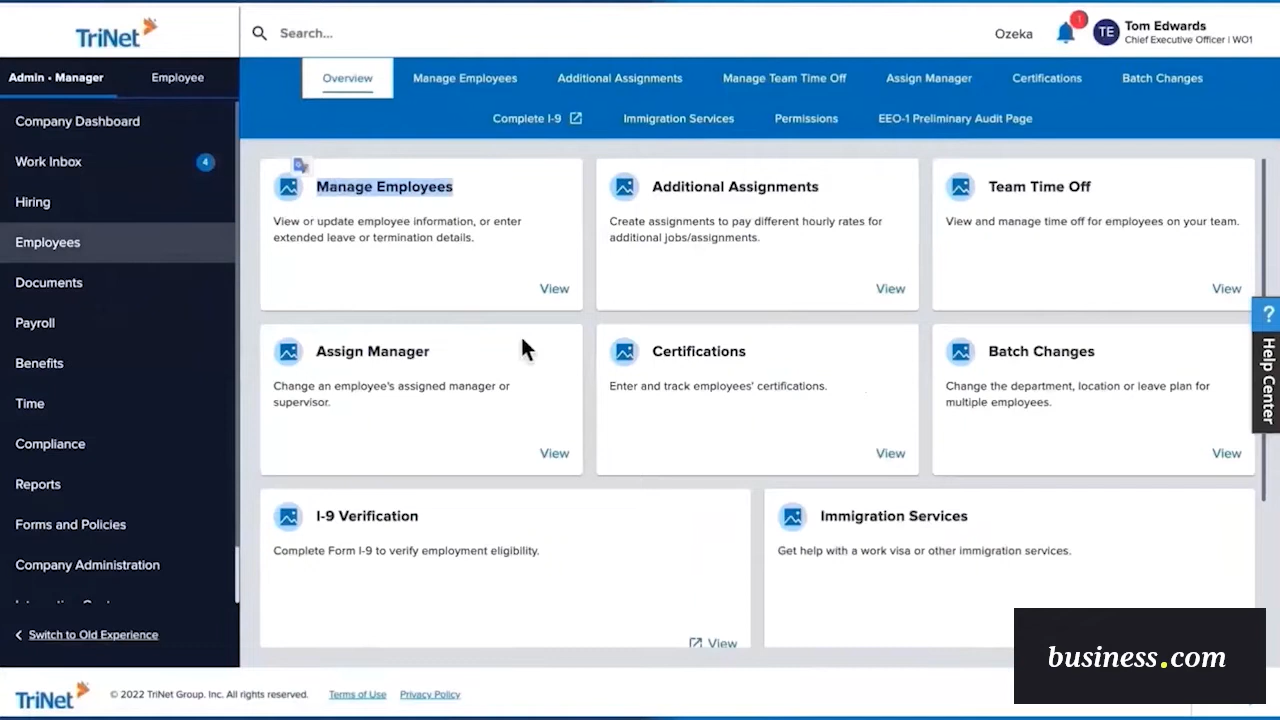 TriNet
Search...
Ozeka
1
TE
Tom Edwards
Chief Executive Officer | WO1
Admin • Manager
Employee
Overview
Manage Employees
Additional Assignments
Manage Team Time Off
Assign Manager
Certifications
Batch Changes
Complete I-9
Immigration Services
Permissions
EEO-1 Preliminary Audit Page
Company Dashboard
Work Inbox
4
Hiring
Employees
Documents
Payroll
Benefits
Time
Compliance
Reports
Forms and Policies
Company Administration
Switch to Old Experience
Manage Employees
View or update employee information, or enter
extended leave or termination details.
View
Additional Assignments
Create assignments to pay different hourly rates for
additional jobs/assignments.
View
Team Time Off
View and manage time off for employees on your team.
View
Assign Manager
Change an employee's assigned manager or
supervisor.
View
Certifications
Enter and track employees' certifications.
View
Batch Changes
Change the department, location or leave plan for
multiple employees.
View
I-9 Verification
Complete Form I-9 to verify employment eligibility.
View
Immigration Services
Get help with a work visa or other immigration services.
? Help Center
business.com
TriNet
© 2022 TriNet Group. Inc. All rights reserved.
Terms of Use
Privacy Policy